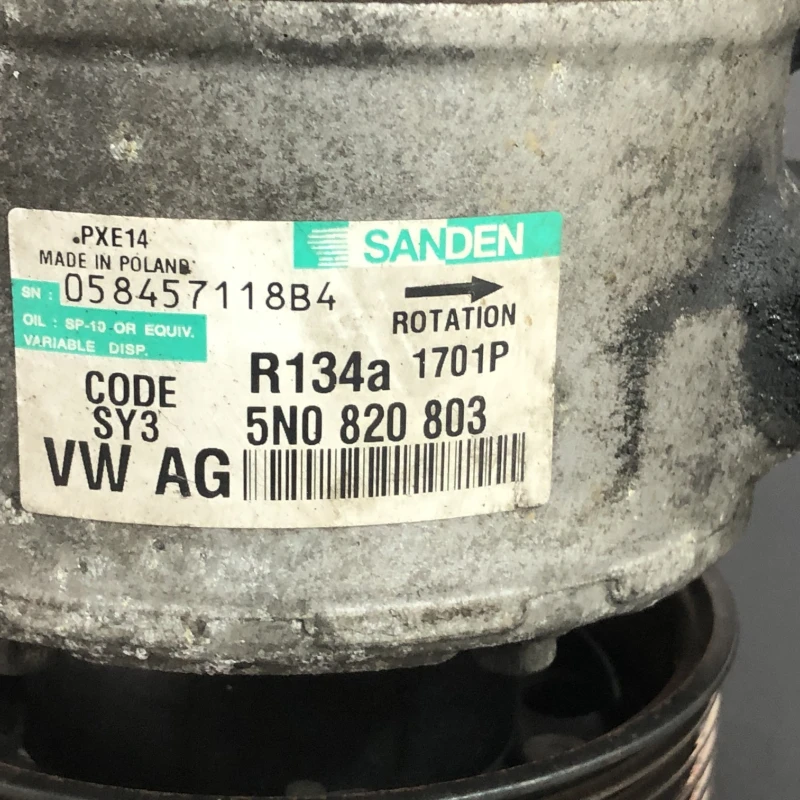 .PXE14
SANDEN
MADE IN POLAND
SN : 058457118B4
ROTATION
OIL : SP-10 OR EQUIV.
VARIABLE DISP.
R134a 1701P
CODE
SY3
5N0 820 803
VW AG